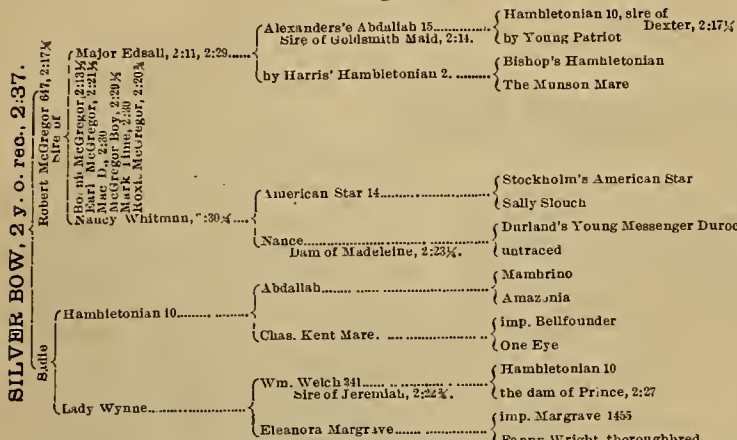 SILVER BOW, 2 y. o. rec., 2:37.
Robert McGregor 647, 2:17¼
Sire of
Bonnie McGregor, 2:13½
Earl McGregor, 2:21½
Mac D., 2:30
McGregor Boy, 2:29½
Mark Time, 2:30
Roxie McGregor, 2:20¾
Major Edsall, 2:11, 2:29
Alexanders'e Abdallah 15
Sire of Goldsmith Maid, 2:14.
Hambletonian 10, sire of
Dexter, 2:17¼
by Young Patriot
by Harris' Hambletonian 2.
Bishop's Hambletonian
The Munson Mare
Nancy Whitman, :30¼
American Star 14
Stockholm's American Star
Sally Slouch
Nance
Dam of Madeleine, 2:23¼.
Durland's Young Messenger Duroc
untraced
Sadie
Hambletonian 10
Abdallah
Mambrino
Amazonia
Chas. Kent Mare.
imp. Bellfounder
One Eye
Lady Wynne
Wm. Welch 341
Sire of Jeremiah, 2:22¾.
Hambletonian 10
the dam of Prince, 2:27
Eleanora Margrave
imp. Margrave 1455
Fanny Wright, thoroughbred